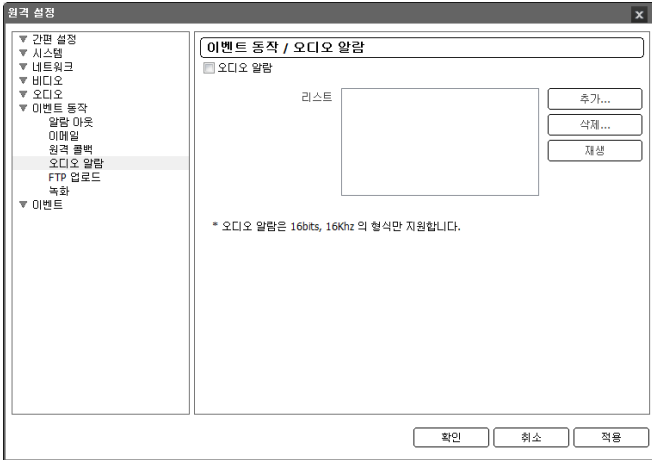 원격 설정
x
간편 설정
시스템
네트워크
비디오
오디오
이벤트 동작
알람 아웃
이메일
원격 콜백
오디오 알람
FTP 업로드
녹화
이벤트
이벤트 동작 / 오디오 알람
오디오 알람
리스트
추가...
삭제...
재생
* 오디오 알람은 16bits, 16Khz 의 형식만 지원합니다.
확인
취소
적용